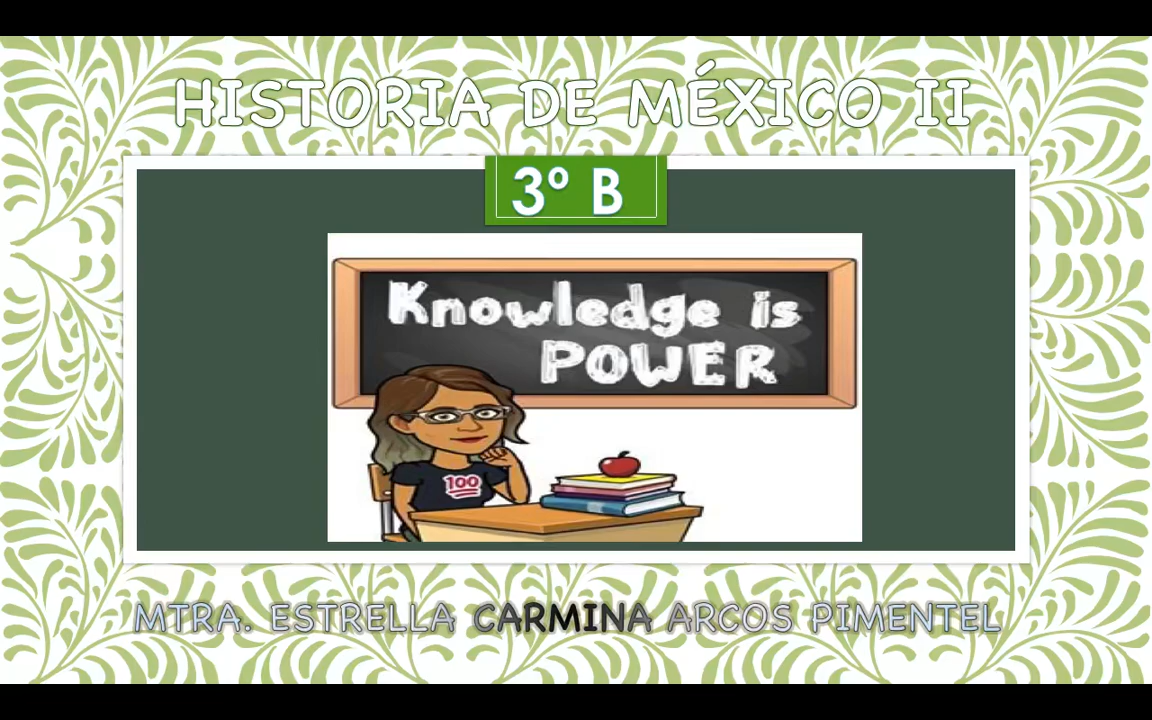 HISTORIA DE MÉXICO II
3º B
Knowledge is
POWER
100
MTRA. ESTRELLA CARMINA ARCOS PIMENTEL